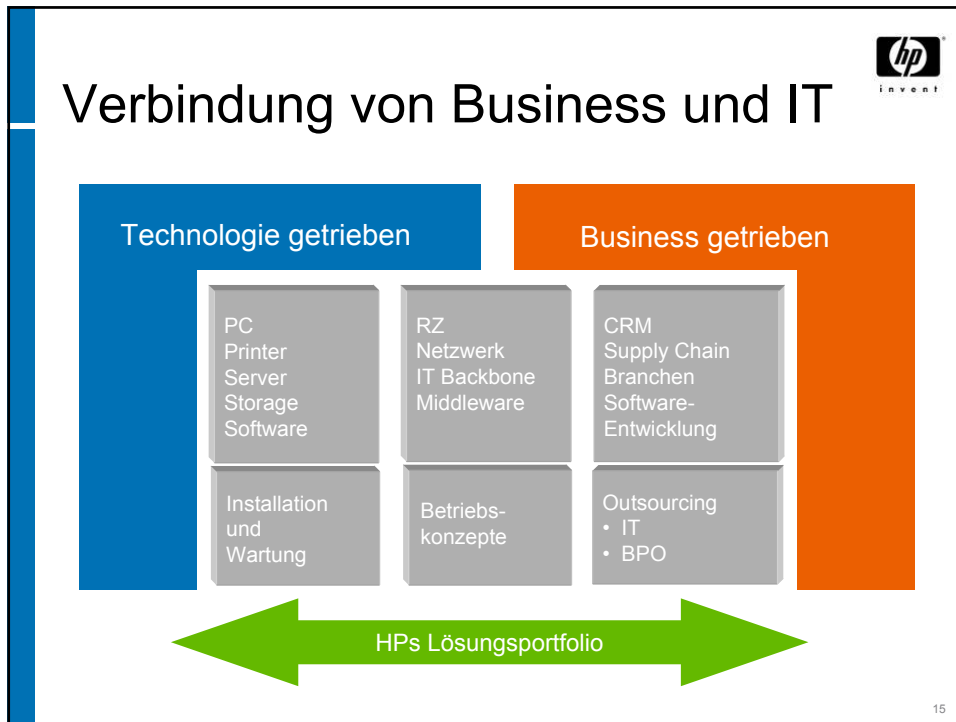 hp
invent
Verbindung von Business und IT
Technologie getrieben
Business getrieben
PC
Printer
Server
Storage
Software
RZ
Netzwerk
IT Backbone
Middleware
CRM
Supply Chain
Branchen
Software-
Entwicklung
Installation
und
Wartung
Betriebs-
konzepte
Outsourcing
• IT
• BPO
HPs Lösungsportfolio
15